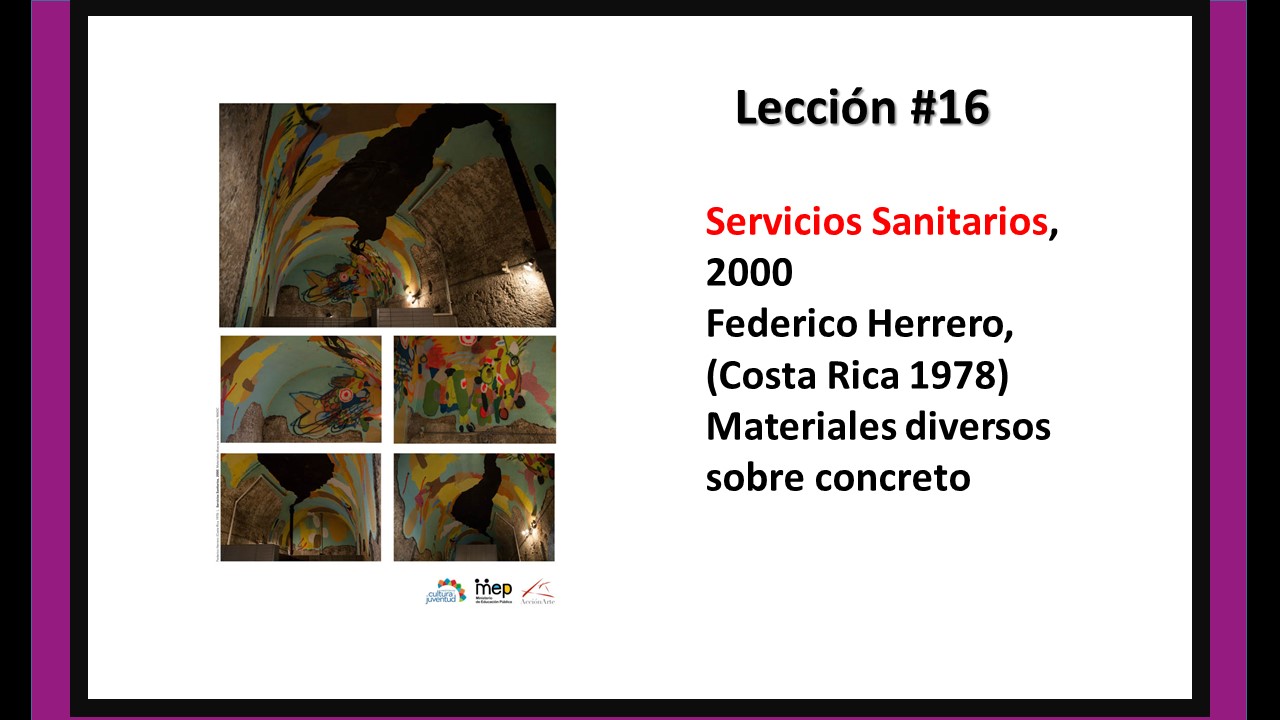 Lección #16
Servicios Sanitarios,
2000
Federico Herrero,
(Costa Rica 1978)
Materiales diversos
sobre concreto
cultura
juventud
mep
Ministerio
de Educación Pública
AcciónArte